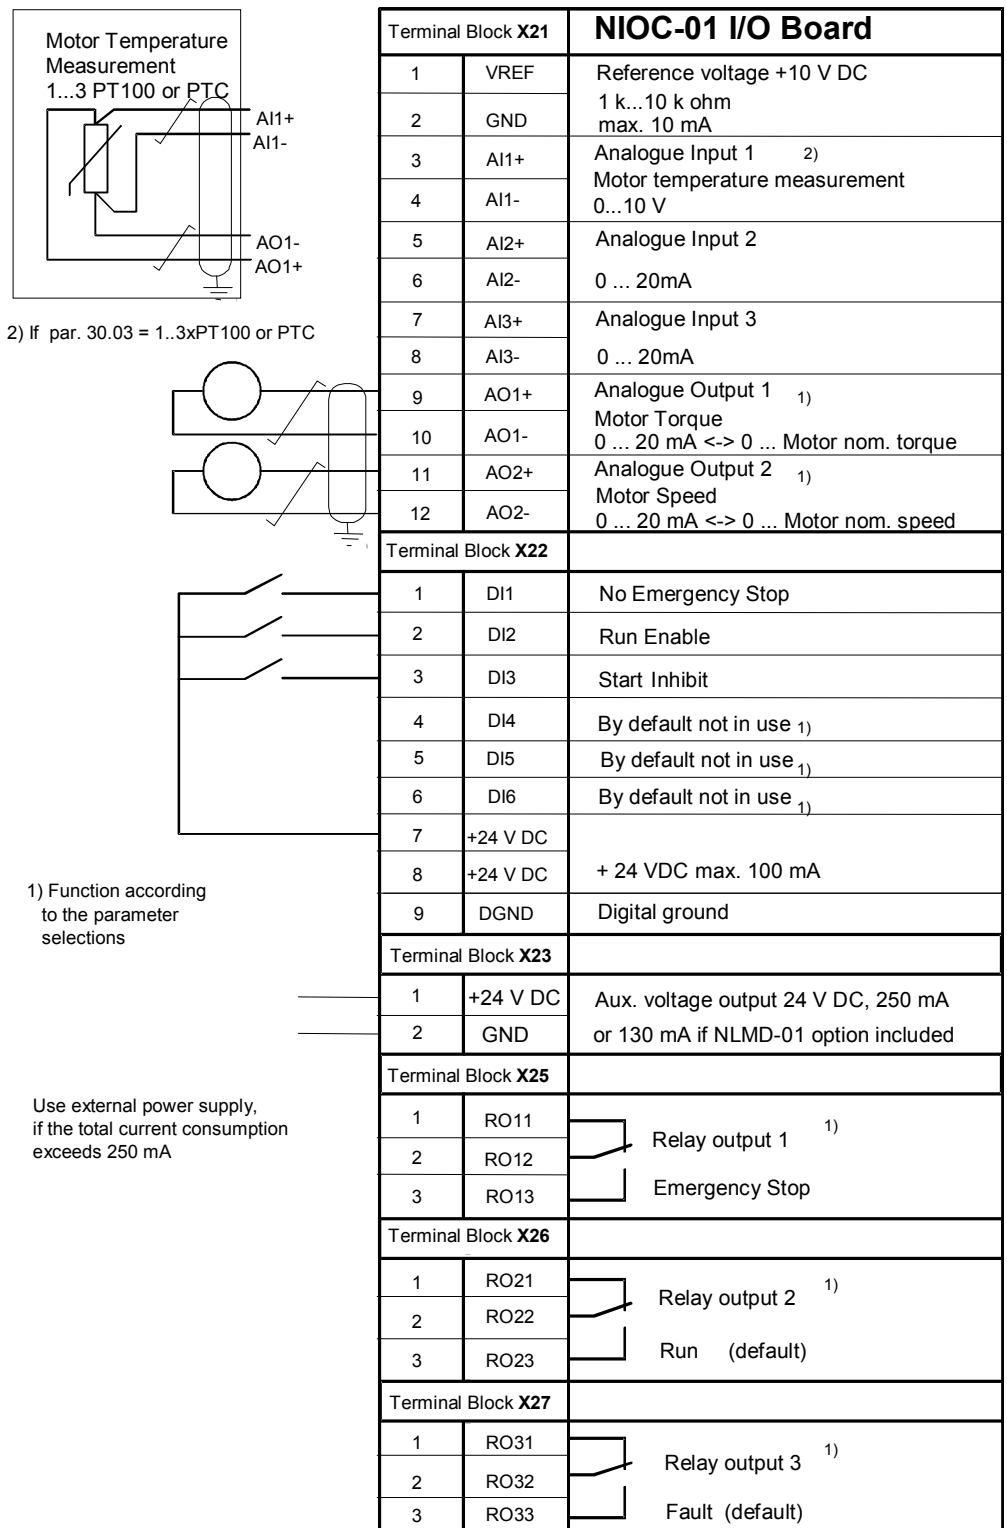 Motor Temperature
Measurement
1...3 PT100 or PTC
AI1+
AI1-
AO1-
AO1+
2) If par. 30.03 = 1..3xPT100 or PTC
Terminal Block X21
NIOC-01 I/O Board
1 VREF Reference voltage +10 V DC
1 k...10 k ohm
2 GND max. 10 mA
3 AI1+ Analogue Input 1 2)
Motor temperature measurement
4 AI1- 0...10 V
5 AI2+ Analogue Input 2
6 AI2- 0 ... 20mA
7 AI3+ Analogue Input 3
8 AI3- 0 ... 20mA
9 AO1+ Analogue Output 1 1)
Motor Torque
10 AO1- 0 ... 20 mA <-> 0 ... Motor nom. torque
11 AO2+ Analogue Output 2 1)
Motor Speed
12 AO2- 0 ... 20 mA <-> 0 ... Motor nom. speed
Terminal Block X22
1 DI1 No Emergency Stop
2 DI2 Run Enable
3 DI3 Start Inhibit
4 DI4 By default not in use 1)
5 DI5 By default not in use 1)
6 DI6 By default not in use 1)
7 +24 V DC
8 +24 V DC + 24 VDC max. 100 mA
9 DGND Digital ground
1) Function according
to the parameter
selections
Terminal Block X23
1 +24 V DC Aux. voltage output 24 V DC, 250 mA
2 GND or 130 mA if NLMD-01 option included
Terminal Block X25
Use external power supply,
if the total current consumption
exceeds 250 mA
1 RO11
Relay output 1 1)
2 RO12
3 RO13 Emergency Stop
Terminal Block X26
1 RO21
Relay output 2 1)
2 RO22
3 RO23 Run (default)
Terminal Block X27
1 RO31
Relay output 3 1)
2 RO32
3 RO33 Fault (default)